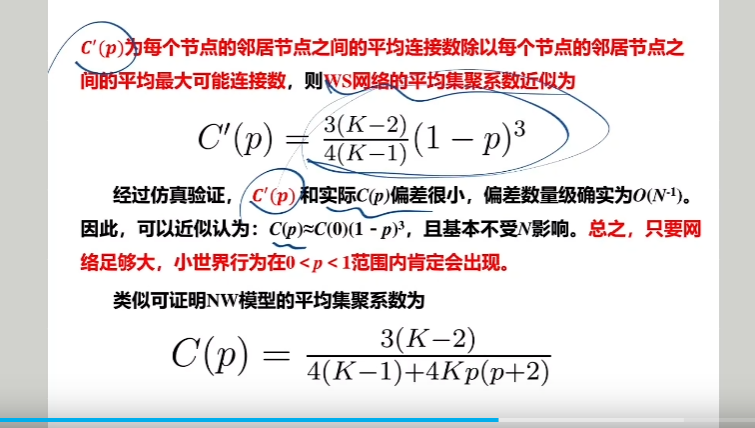 C′(p)为每个节点的邻居节点之间的平均连接数除以每个节点的邻居节点之
间的平均最大可能连接数，则WS网络的平均集聚系数近似为
C′(p) = \frac{3(K−2)}{4(K−1)}(1 − p)³
经过仿真验证，C′(p)和实际C(p)偏差很小，偏差数量级确实为O(N⁻¹)。
因此，可以近似认为：C(p)≈C(0)(1 - p)³，且基本不受N影响。总之，只要网
络足够大，小世界行为在0 < p < 1范围内肯定会出现。
类似可证明NW模型的平均集聚系数为
C(p) = \frac{3(K−2)}{4(K−1)+4Kp(p+2)}